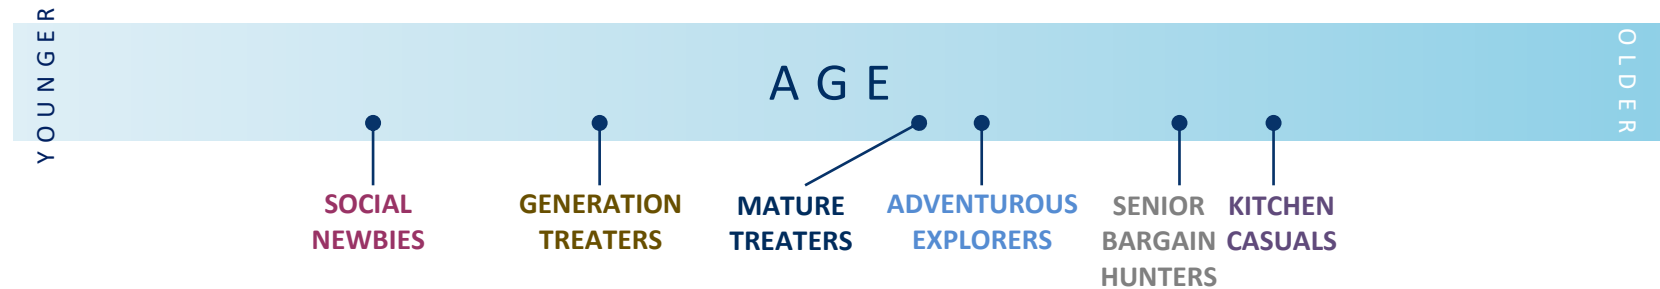 YOUNGER
AGE
OLDER
SOCIAL
NEWBIES
GENERATION
TREATERS
MATURE
TREATERS
ADVENTUROUS
EXPLORERS
SENIOR
BARGAIN
HUNTERS
KITCHEN
CASUALS